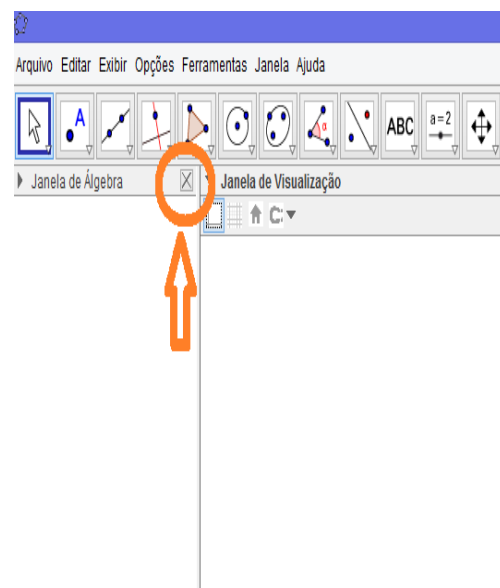 Arquivo Editar Exibir Opções Ferramentas Janela Ajuda
A α ABC a=2
Janela de Álgebra Janela de Visualização